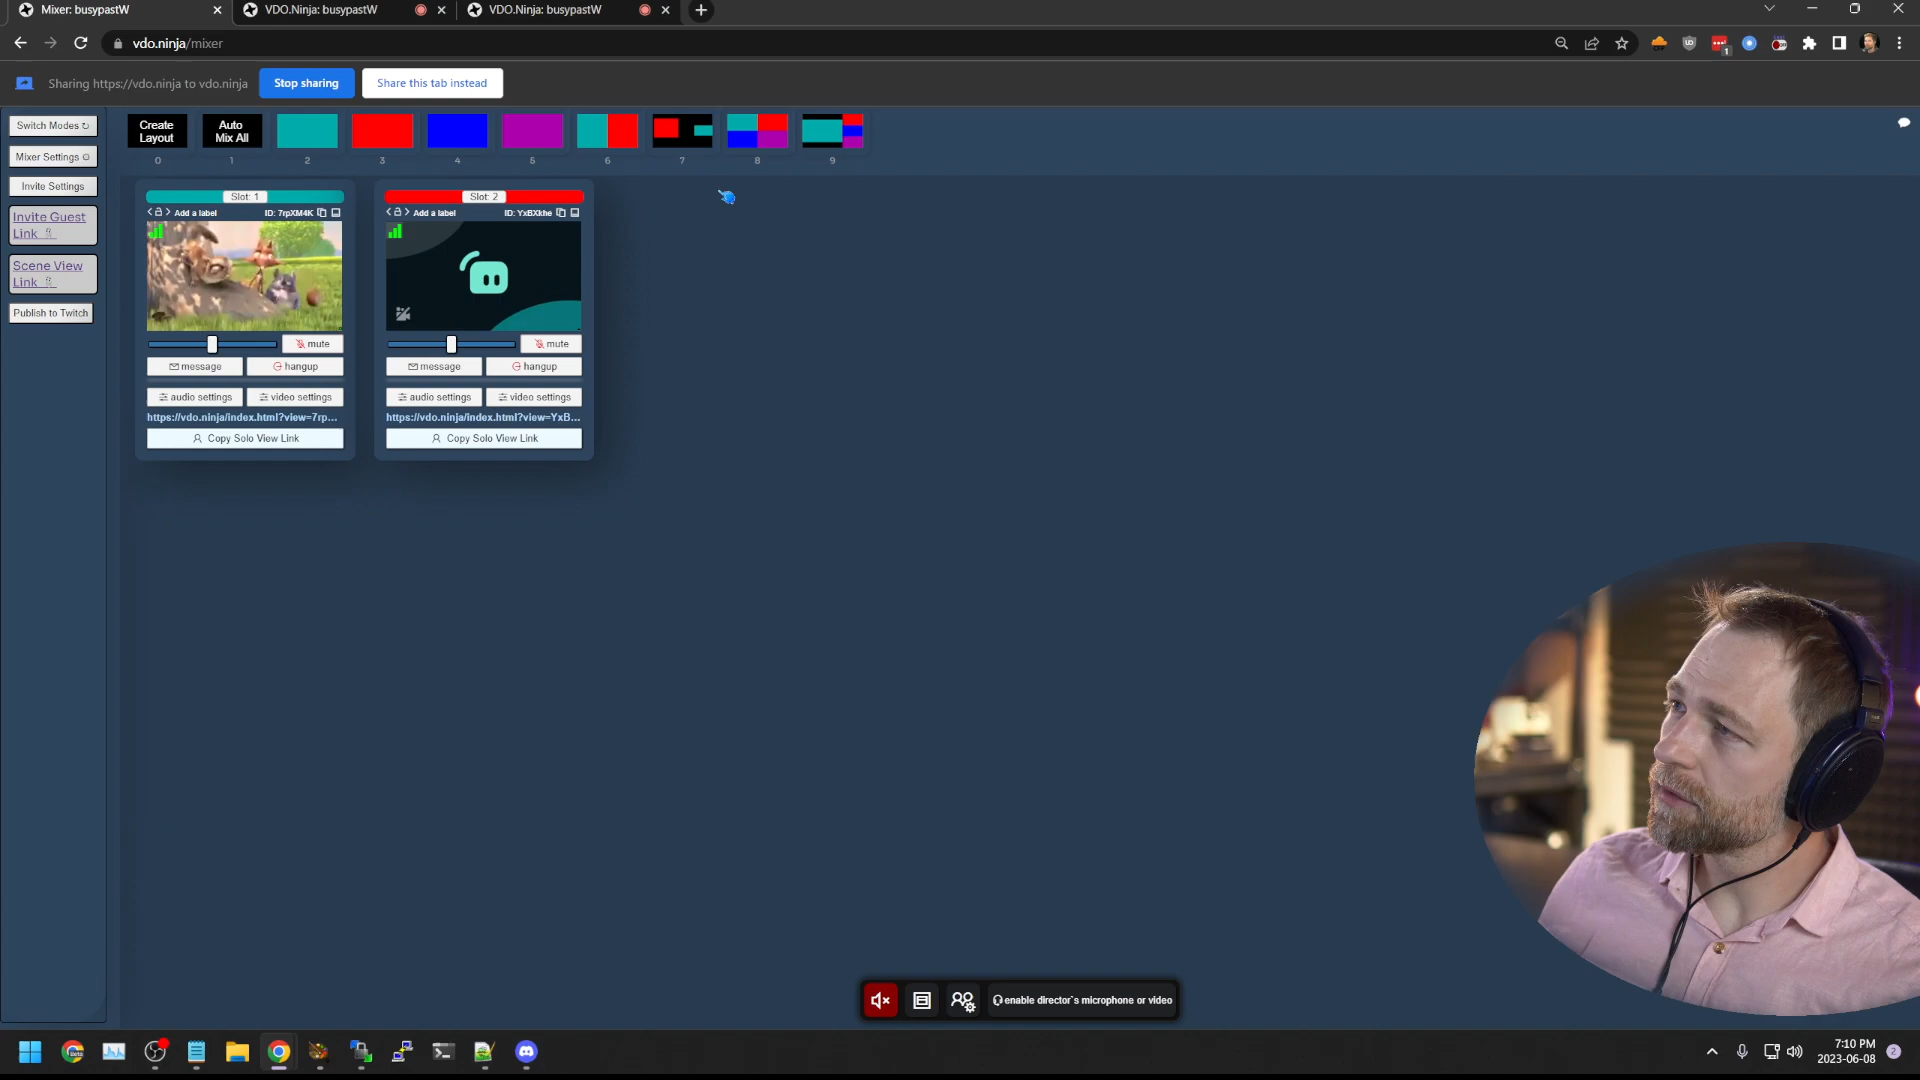 Mixer: busypastW
VDO.Ninja: busypastW
VDO.Ninja: busypastW
vdo.ninja/mixer
Sharing https://vdo.ninja to vdo.ninja
Stop sharing
Share this tab instead
Switch Modes
Mixer Settings
Invite Settings
Invite Guest
Link
Scene View
Link
Publish to Twitch
Create
Layout
Auto
Mix All
0
1
2
3
4
5
6
7
8
9
Slot: 1
Add a label
ID: 7rpXM4K
mute
message
hangup
audio settings
video settings
https://vdo.ninja/index.html?view=7rp...
Copy Solo View Link
Slot: 2
Add a label
ID: YxBXkhe
mute
message
hangup
audio settings
video settings
https://vdo.ninja/index.html?view=YxB...
Copy Solo View Link
enable director`s microphone or video
7:10 PM
2023-06-08
2